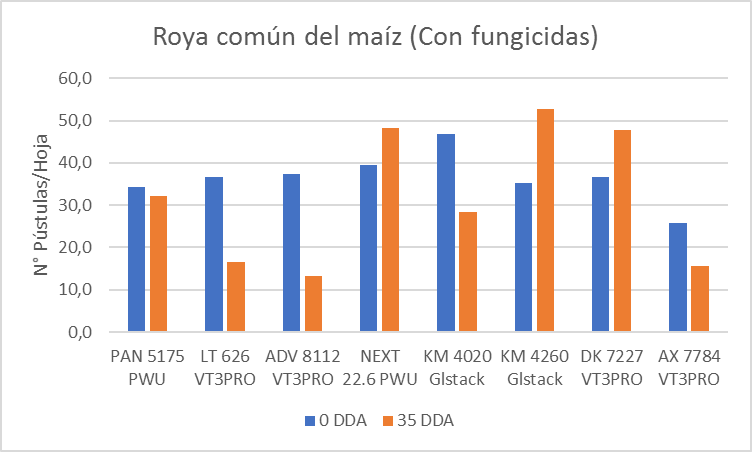 Roya común del maíz (Con fungicidas)
N° Pústulas/Hoja
60,0
50,0
40,0
30,0
20,0
10,0
0,0
PAN 5175 LT 626 ADV 8112 NEXT KM 4020 KM 4260 DK 7227 AX 7784
PWU VT3PRO VT3PRO 22.6 PWU Glstack Glstack VT3PRO VT3PRO
0 DDA 35 DDA